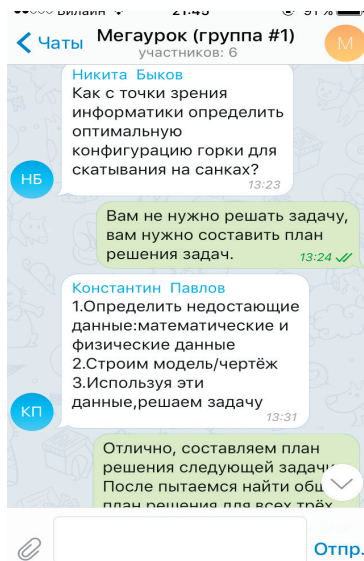 Билайн 21:45 91 %
Чаты
Мегаурок (группа #1)
участников: 6
М
Никита Быков
Как с точки зрения
информатики определить
оптимальную
конфигурацию горки для
скатывания на санках?
13:23
НБ
Вам не нужно решать задачу,
вам нужно составить план
решения задач.
13:24
Константин Павлов
1.Определить недостающие
данные:математические и
физические данные
2.Строим модель/чертёж
3.Используя эти
данные,решаем задачу
13:31
КП
Отлично, составляем план
решения следующей задачи
После пытаемся найти общ
план решения для всех трёх
Отпр.